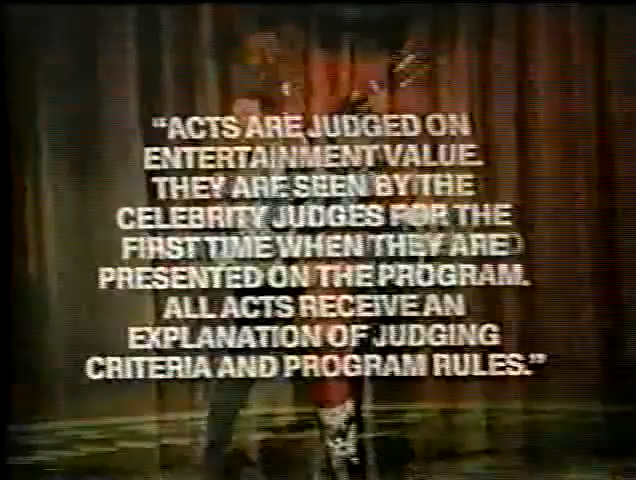 "ACTS ARE JUDGED ON
ENTERTAINMENT VALUE.
THEY ARE SEEN BY THE
CELEBRITY JUDGES FOR THE
FIRST TIME WHEN THEY ARE
PRESENTED ON THE PROGRAM.
ALL ACTS RECEIVE AN
EXPLANATION OF JUDGING
CRITERIA AND PROGRAM RULES."